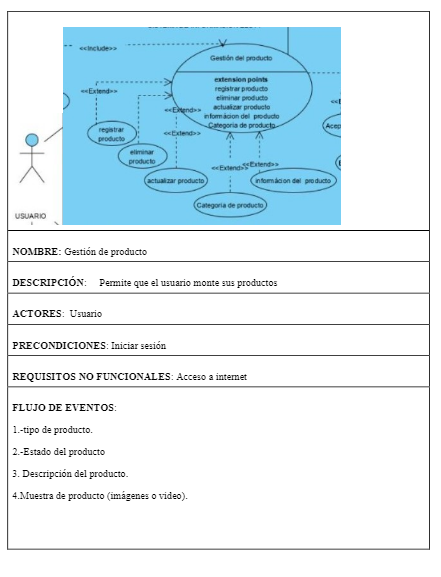 <<Include>>
Gestión del producto
<<Extend>>
extension points
registrar producto
eliminar producto
actualizar producto
información del producto
Categoria de producto
<<Extend>>
registrar
producto
<<Extend>>
eliminar
producto
<<Extend>>
<<Extend>>
actualizar producto
información del producto
Categoria de producto
USUARIO
NOMBRE: Gestión de producto
DESCRIPCIÓN: Permite que el usuario monte sus productos
ACTORES: Usuario
PRECONDICIONES: Iniciar sesión
REQUISITOS NO FUNCIONALES: Acceso a internet
FLUJO DE EVENTOS:
1.-tipo de producto.
2.-Estado del producto
3. Descripción del producto.
4.Muestra de producto (imágenes o video).